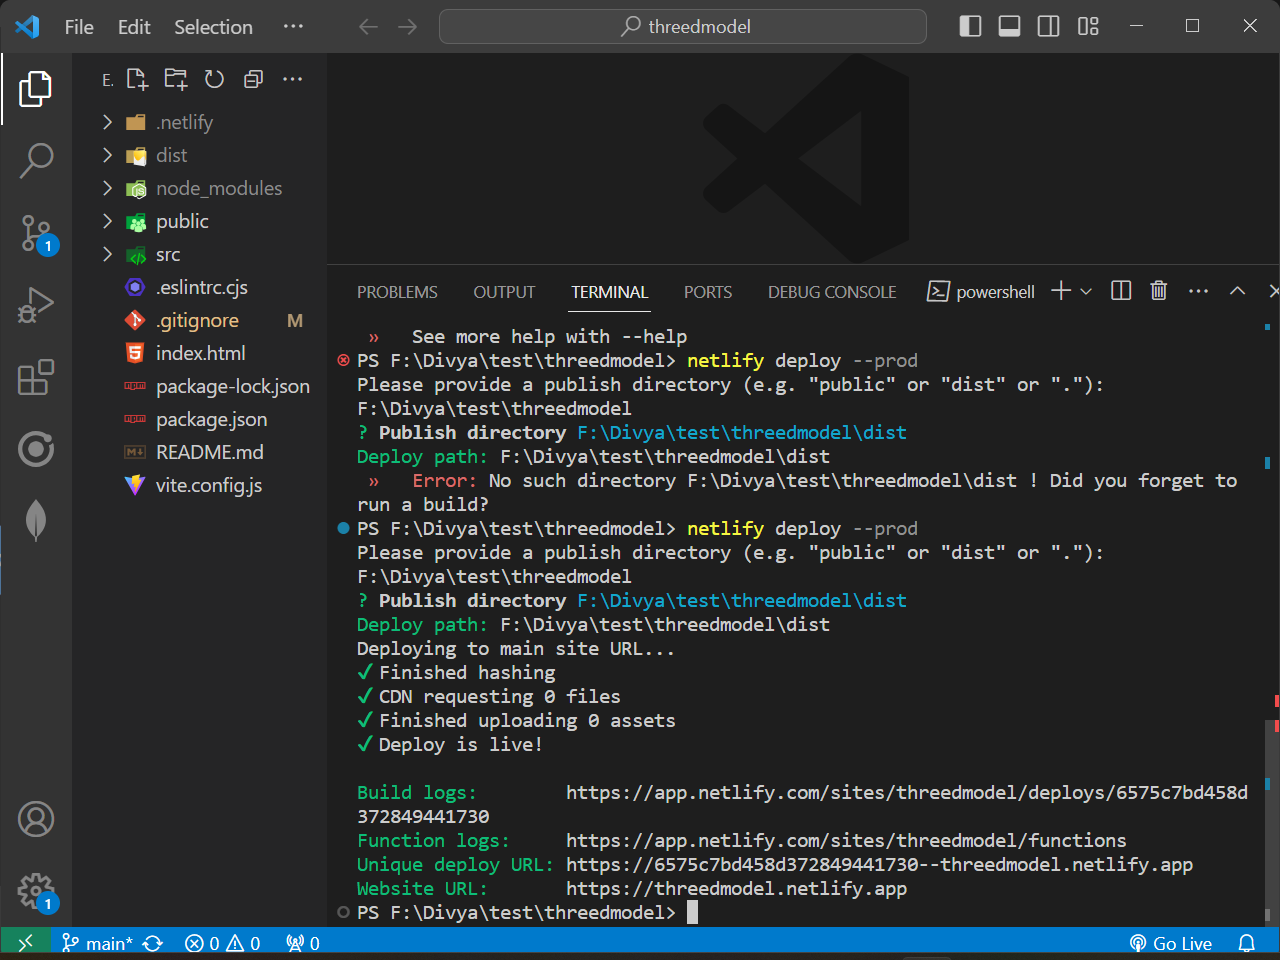 File Edit Selection ···
threedmodel
E.
.netlify
dist
node_modules
public
src
.eslintrc.cjs
.gitignore M
index.html
package-lock.json
package.json
README.md
vite.config.js
1
1
PROBLEMS OUTPUT TERMINAL PORTS DEBUG CONSOLE powershell
» See more help with --help
PS F:\Divya\test\threedmodel> netlify deploy --prod
Please provide a publish directory (e.g. "public" or "dist" or "."):
F:\Divya\test\threedmodel
? Publish directory F:\Divya\test\threedmodel\dist
Deploy path: F:\Divya\test\threedmodel\dist
» Error: No such directory F:\Divya\test\threedmodel\dist ! Did you forget to
run a build?
PS F:\Divya\test\threedmodel> netlify deploy --prod
Please provide a publish directory (e.g. "public" or "dist" or "."):
F:\Divya\test\threedmodel
? Publish directory F:\Divya\test\threedmodel\dist
Deploy path: F:\Divya\test\threedmodel\dist
Deploying to main site URL...
✓ Finished hashing
✓ CDN requesting 0 files
✓ Finished uploading 0 assets
✓ Deploy is live!
Build logs: https://app.netlify.com/sites/threedmodel/deploys/6575c7bd458d
372849441730
Function logs: https://app.netlify.com/sites/threedmodel/functions
Unique deploy URL: https://6575c7bd458d372849441730--threedmodel.netlify.app
Website URL: https://threedmodel.netlify.app
PS F:\Divya\test\threedmodel>
main* 0 0 0 Go Live